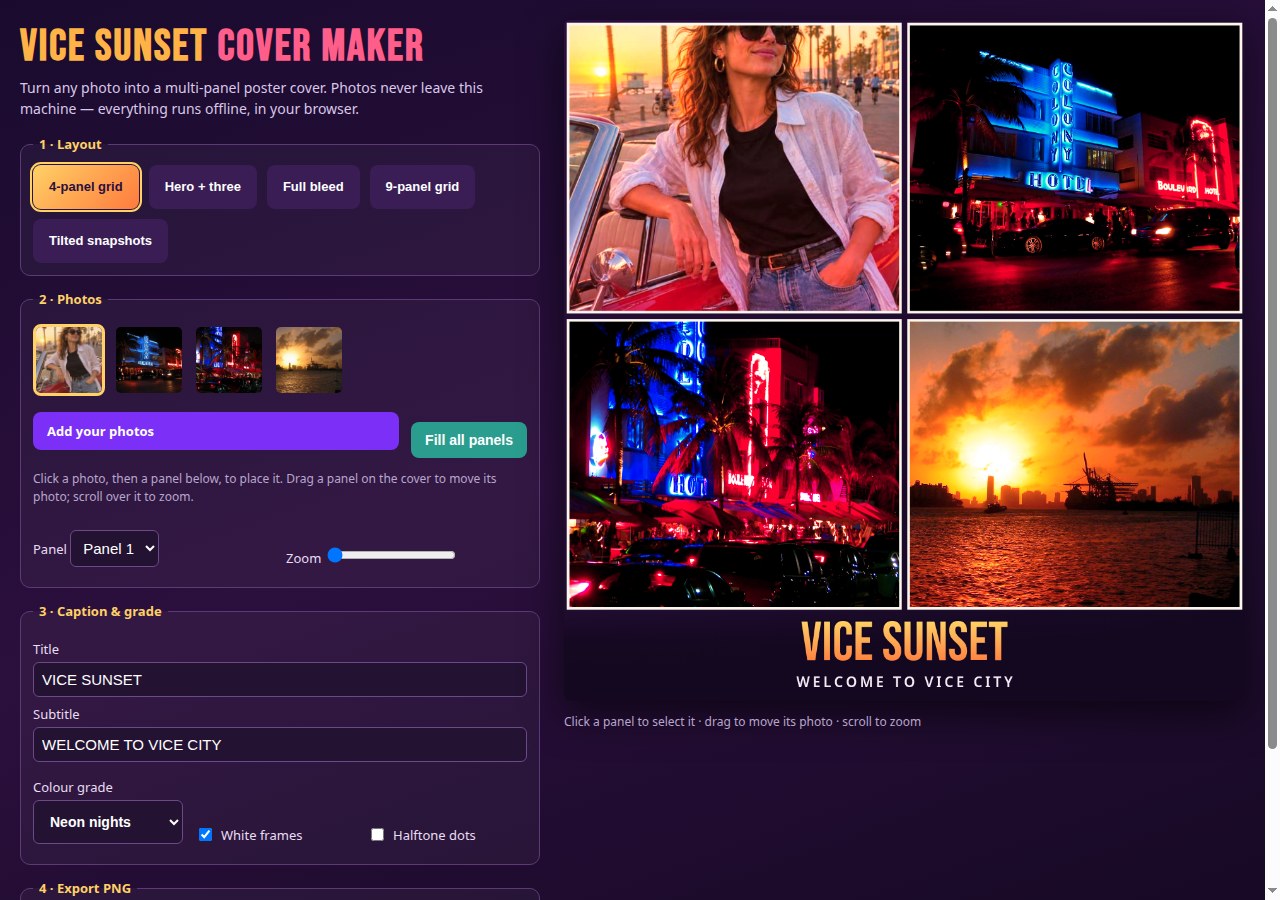 VICE SUNSET COVER MAKER
Turn any photo into a multi-panel poster cover. Photos never leave this
machine — everything runs offline, in your browser.
1 · Layout
4-panel grid
Hero + three
Full bleed
9-panel grid
Tilted snapshots
2 · Photos
Add your photos
Fill all panels
Click a photo, then a panel below, to place it. Drag a panel on the cover to move its
photo; scroll over it to zoom.
Panel
Panel 1
Zoom
3 · Caption & grade
Title
VICE SUNSET
Subtitle
WELCOME TO VICE CITY
Colour grade
Neon nights
White frames
Halftone dots
4 · Export PNG
COLONY
COLONY
HOTEL
BOULEVARD HOTEL
VICE SUNSET
WELCOME TO VICE CITY
Click a panel to select it · drag to move its photo · scroll to zoom